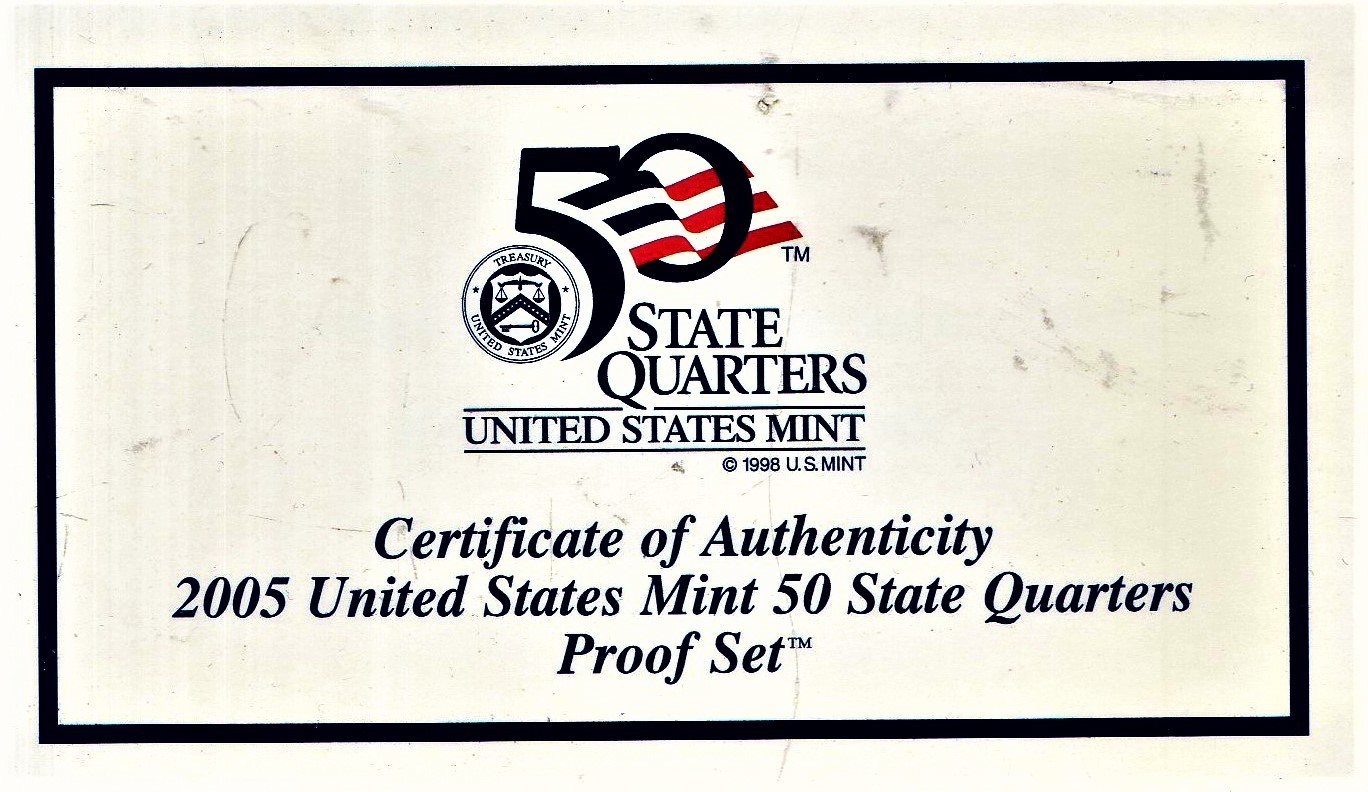 50
TM
TREASURY
UNITED STATES MINT
STATE
QUARTERS
UNITED STATES MINT
© 1998 U.S. MINT
Certificate of Authenticity
2005 United States Mint 50 State Quarters
Proof Set™